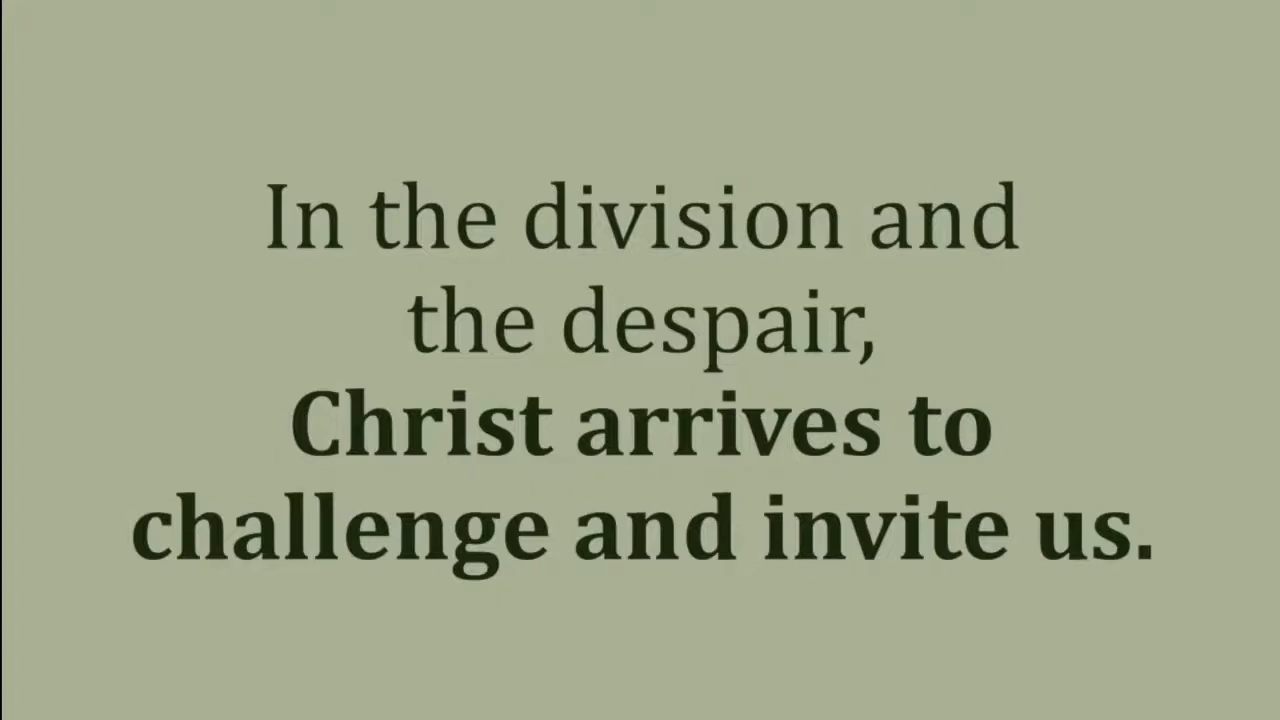 In the division and
the despair,
Christ arrives to
challenge and invite us.